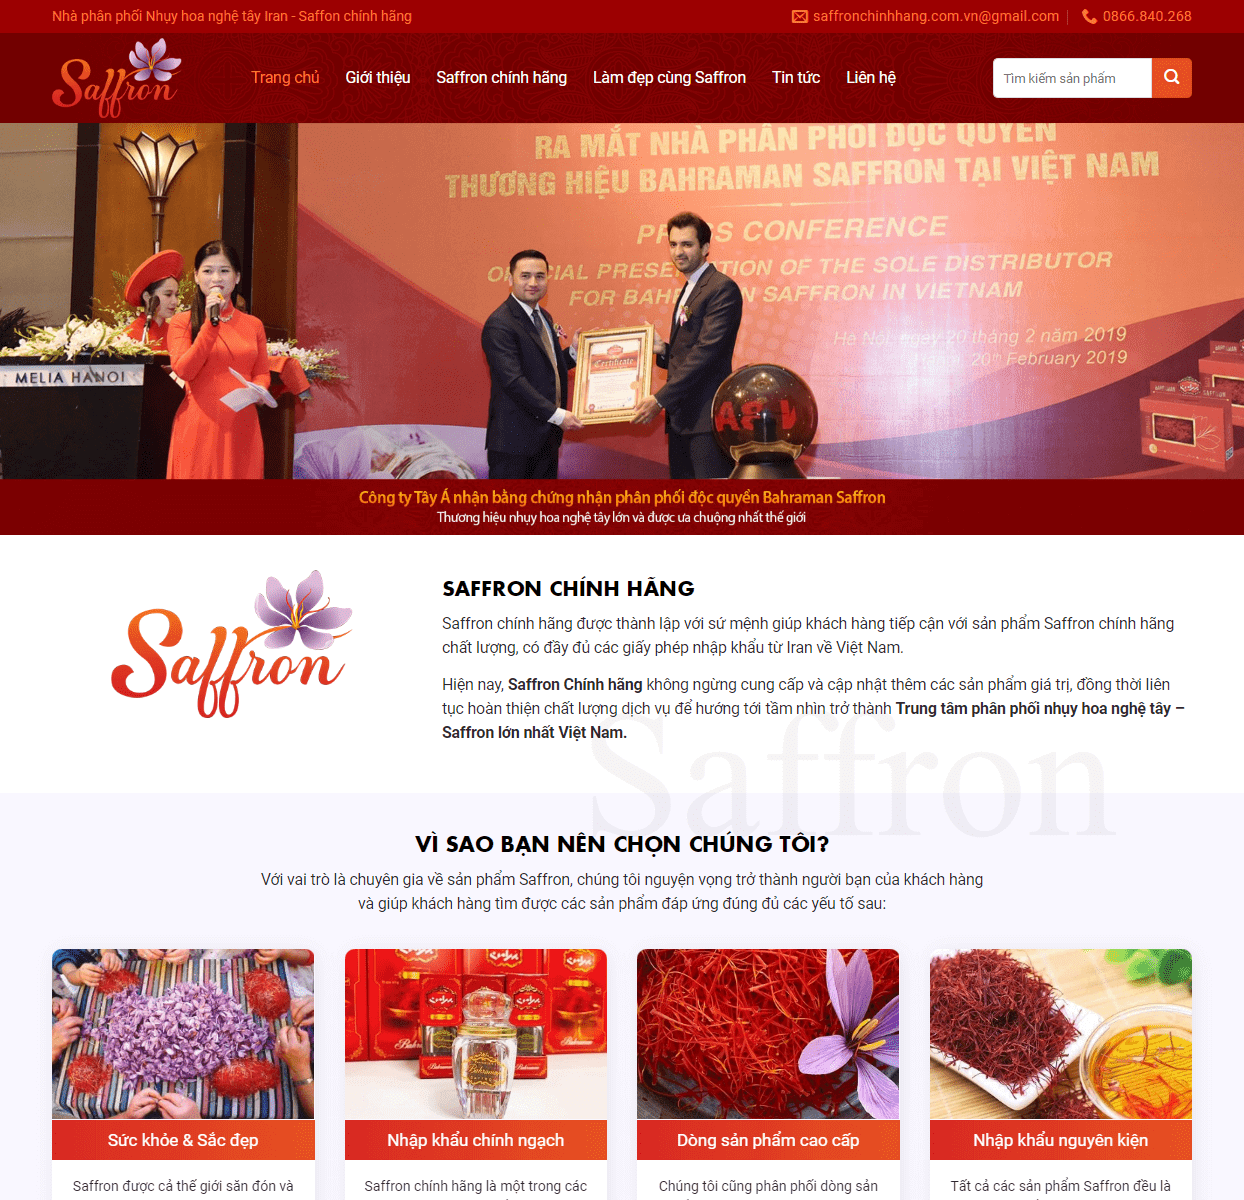 Nhà phân phối Nhụy hoa nghệ tây Iran - Saffon chính hãng
saffronchinhhang.com.vn@gmail.com
0866.840.268
Saffron
Trang chủ
Giới thiệu
Saffron chính hãng
Làm đẹp cùng Saffron
Tin tức
Liên hệ
Tìm kiếm sản phẩm
RA MẮT NHÀ PHÂN PHỐI ĐỘC QUYỀN
THƯƠNG HIỆU BAHRAMAN SAFFRON TẠI VIỆT NAM
CONFERENCE
OF THE SOLE DISTRIBUTOR
SAFFRON IN VIETNAM
20 tháng 2 năm 2019
20th February 2019
Certificate
MELIA HANOI
Công ty Tây Á nhận bằng chứng nhận phân phối độc quyền Bahraman Saffron
Thương hiệu nhụy hoa nghệ tây lớn và được ưa chuộng nhất thế giới
Saffron
SAFFRON CHÍNH HÃNG
Saffron chính hãng được thành lập với sứ mệnh giúp khách hàng tiếp cận với sản phẩm Saffron chính hãng
chất lượng, có đầy đủ các giấy phép nhập khẩu từ Iran về Việt Nam.
Hiện nay, Saffron Chính hãng không ngừng cung cấp và cập nhật thêm các sản phẩm giá trị, đồng thời liên
tục hoàn thiện chất lượng dịch vụ để hướng tới tầm nhìn trở thành Trung tâm phân phối nhụy hoa nghệ tây –
Saffron lớn nhất Việt Nam.
Saffron
VÌ SAO BẠN NÊN CHỌN CHÚNG TÔI?
Với vai trò là chuyên gia về sản phẩm Saffron, chúng tôi nguyện vọng trở thành người bạn của khách hàng
và giúp khách hàng tìm được các sản phẩm đáp ứng đúng đủ các yếu tố sau:
Sức khỏe & Sắc đẹp
Nhập khẩu chính ngạch
Dòng sản phẩm cao cấp
Nhập khẩu nguyên kiện
Saffron được cả thế giới săn đón và
Saffron chính hãng là một trong các
Chúng tôi cũng phân phối dòng sản
Tất cả các sản phẩm Saffron đều là